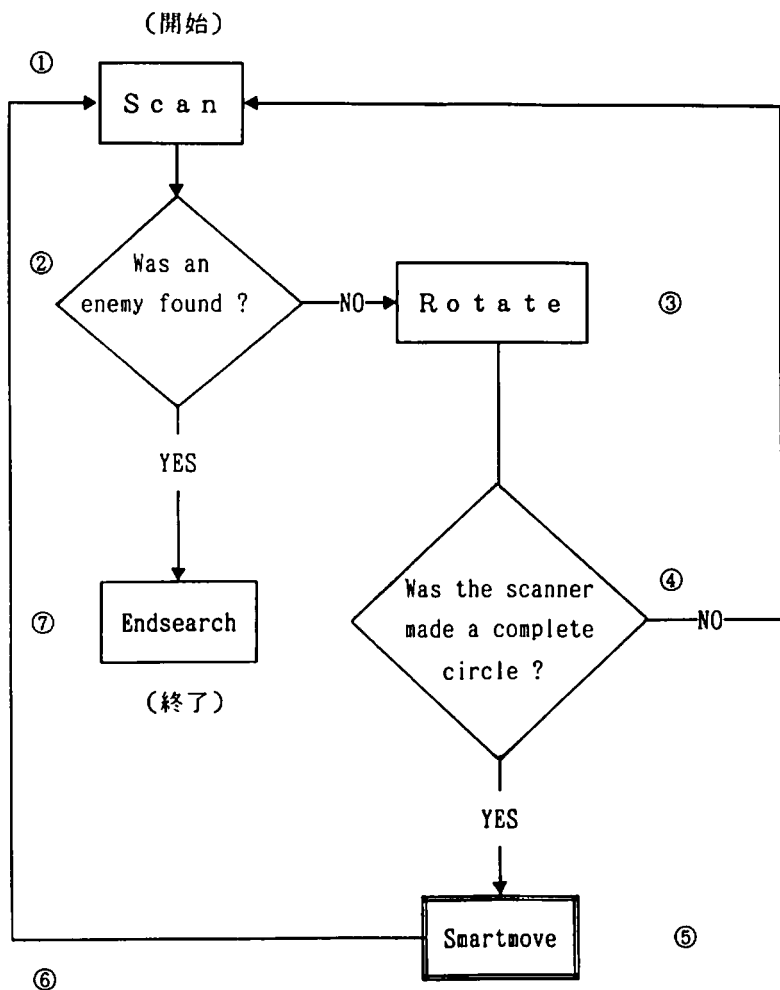 (開始)
①
Scan
②
Was an
enemy found ?
NO
Rotate
③
YES
④
Was the scanner
made a complete
circle ?
NO
⑦
Endsearch
(終了)
YES
Smartmove
⑤
⑥